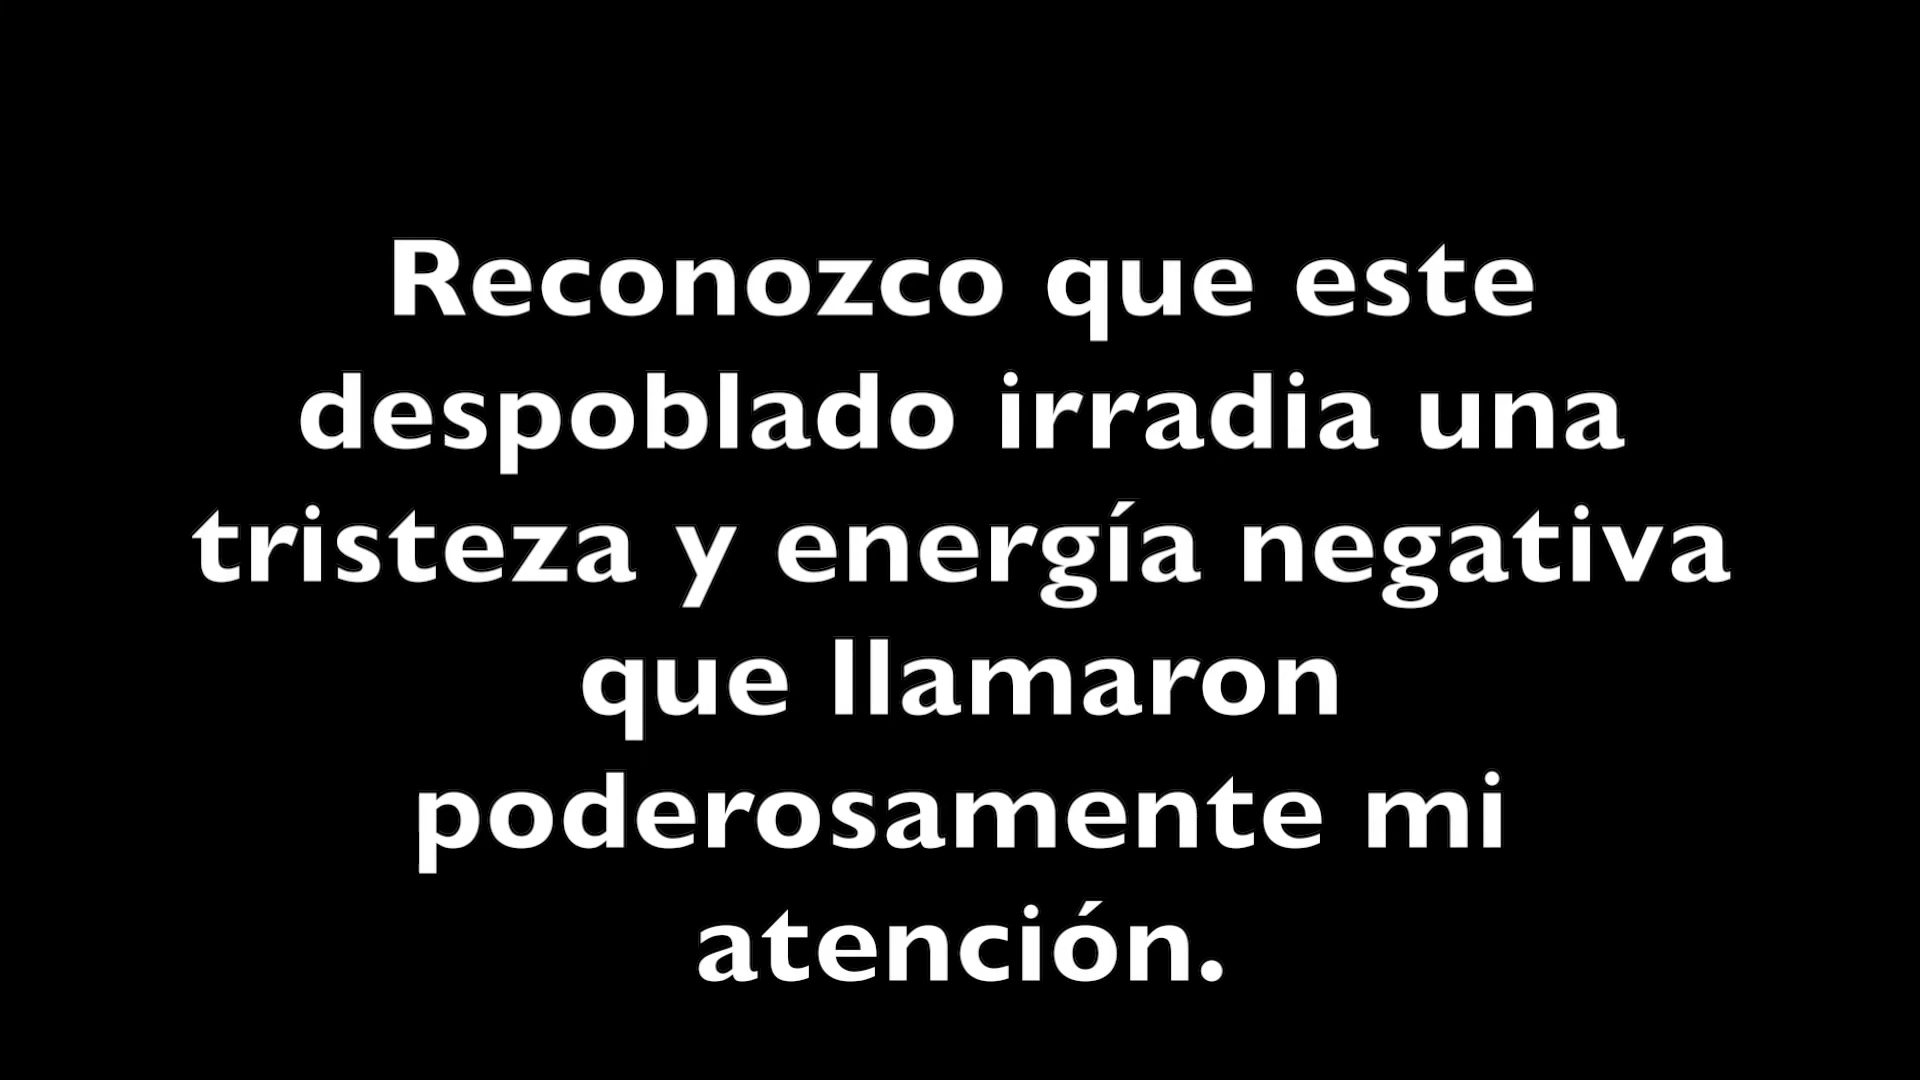 Reconozco que este
despoblado irradia una
tristeza y energía negativa
que llamaron
poderosamente mi
atención.